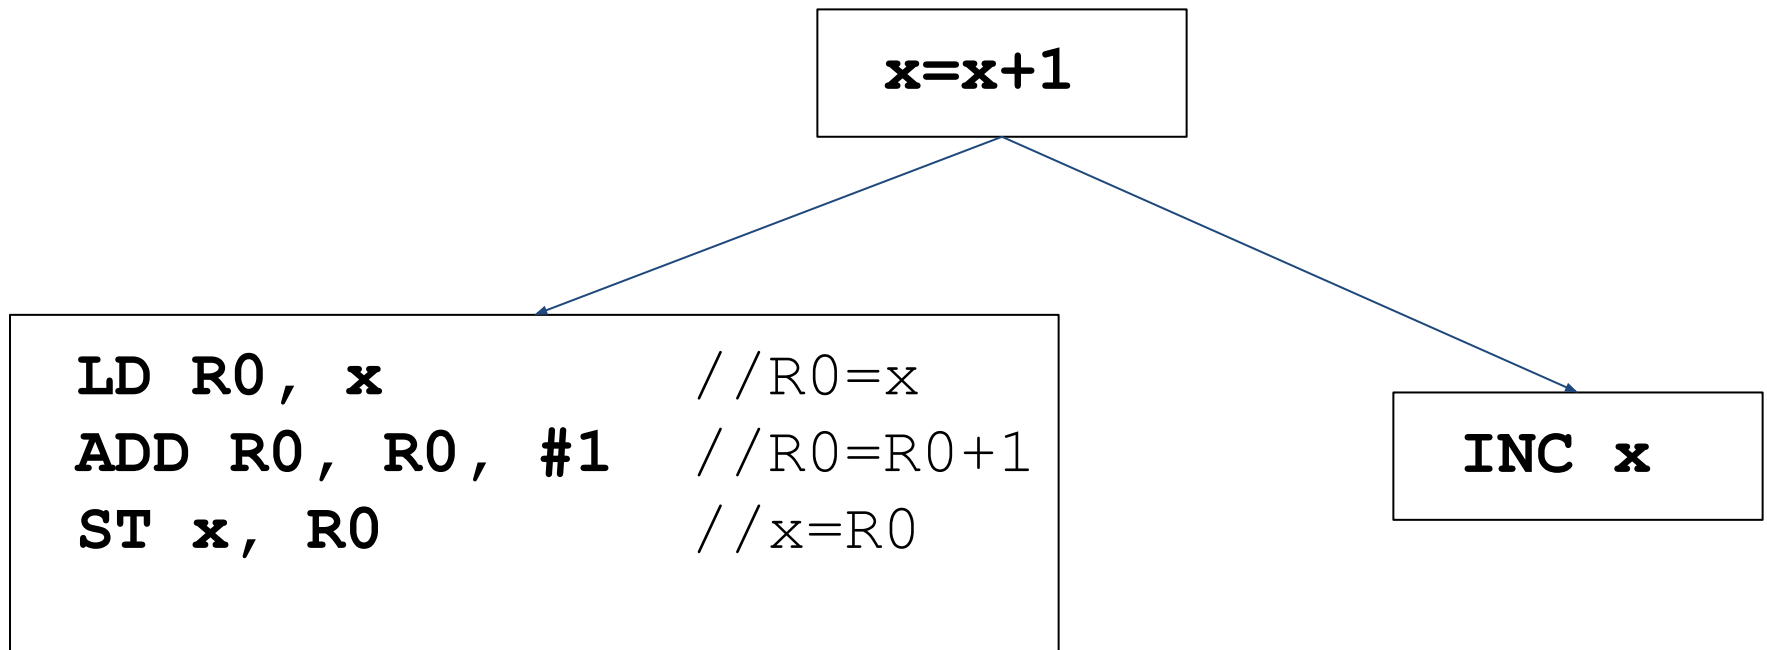 x=x+1
LD R0, x //R0=x
ADD R0, R0, #1 //R0=R0+1
ST x, R0 //x=R0
INC x